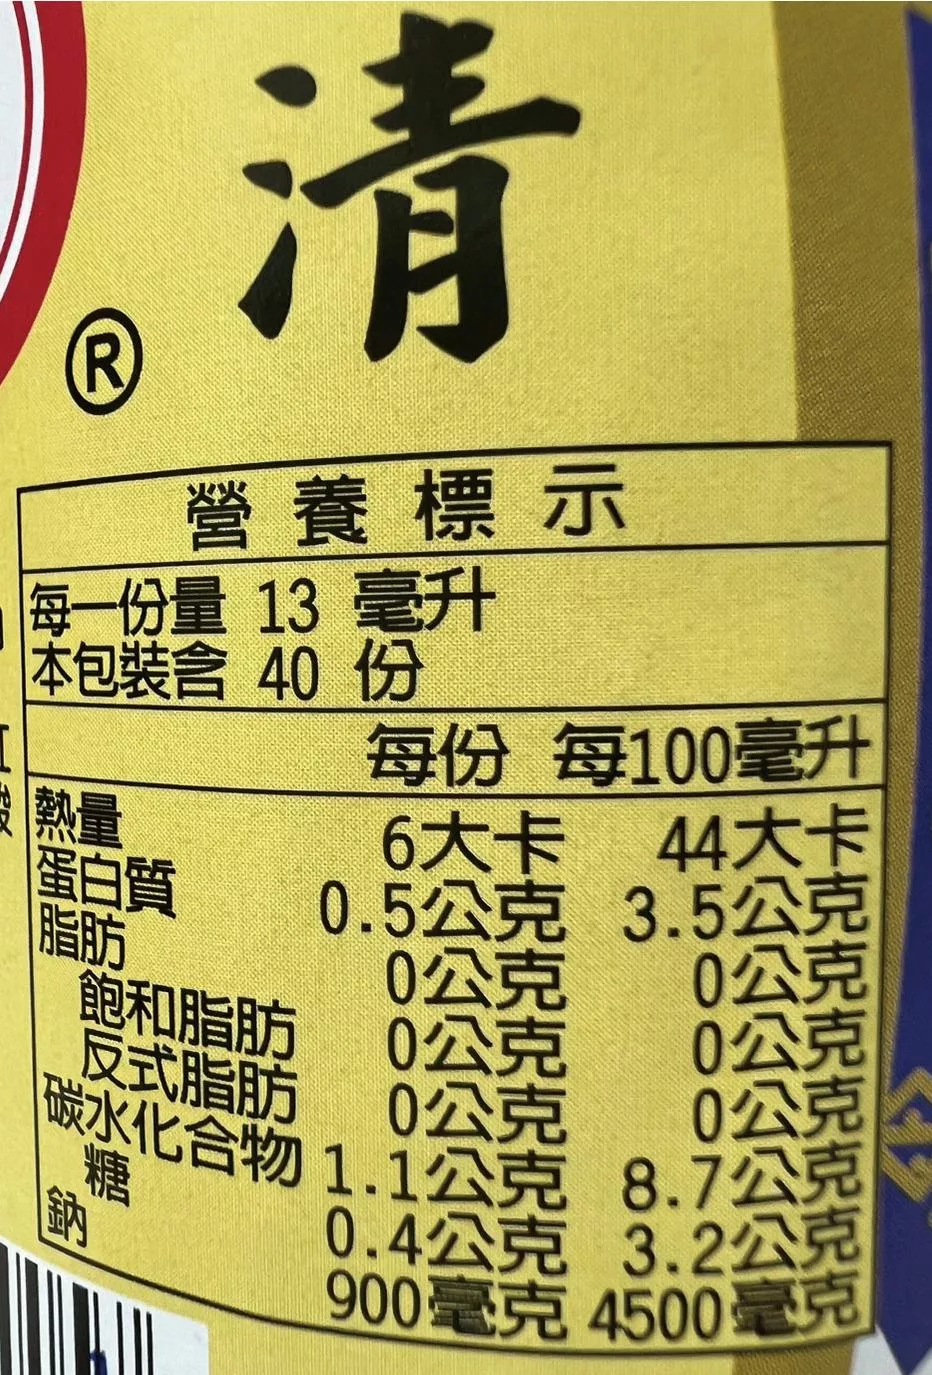 清
®
營養標示
每一份量 13 毫升
本包裝含 40 份
每份 每100毫升
熱量 6大卡 44大卡
蛋白質 0.5公克 3.5公克
脂肪 0公克 0公克
飽和脂肪 0公克 0公克
反式脂肪 0公克 0公克
碳水化合物 1.1公克 8.7公克
糖 0.4公克 3.2公克
鈉 900毫克 4500毫克